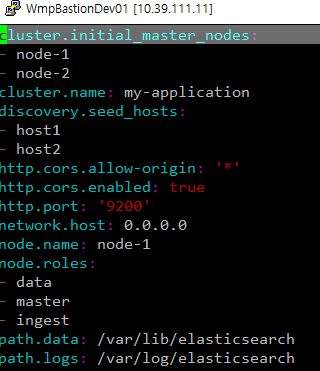 WmpBastionDev01 [10.39.111.11]
cluster.initial_master_nodes:
- node-1
- node-2
cluster.name: my-application
discovery.seed_hosts:
- host1
- host2
http.cors.allow-origin: '*'
http.cors.enabled: true
http.port: '9200'
network.host: 0.0.0.0
node.name: node-1
node.roles:
- data
- master
- ingest
path.data: /var/lib/elasticsearch
path.logs: /var/log/elasticsearch